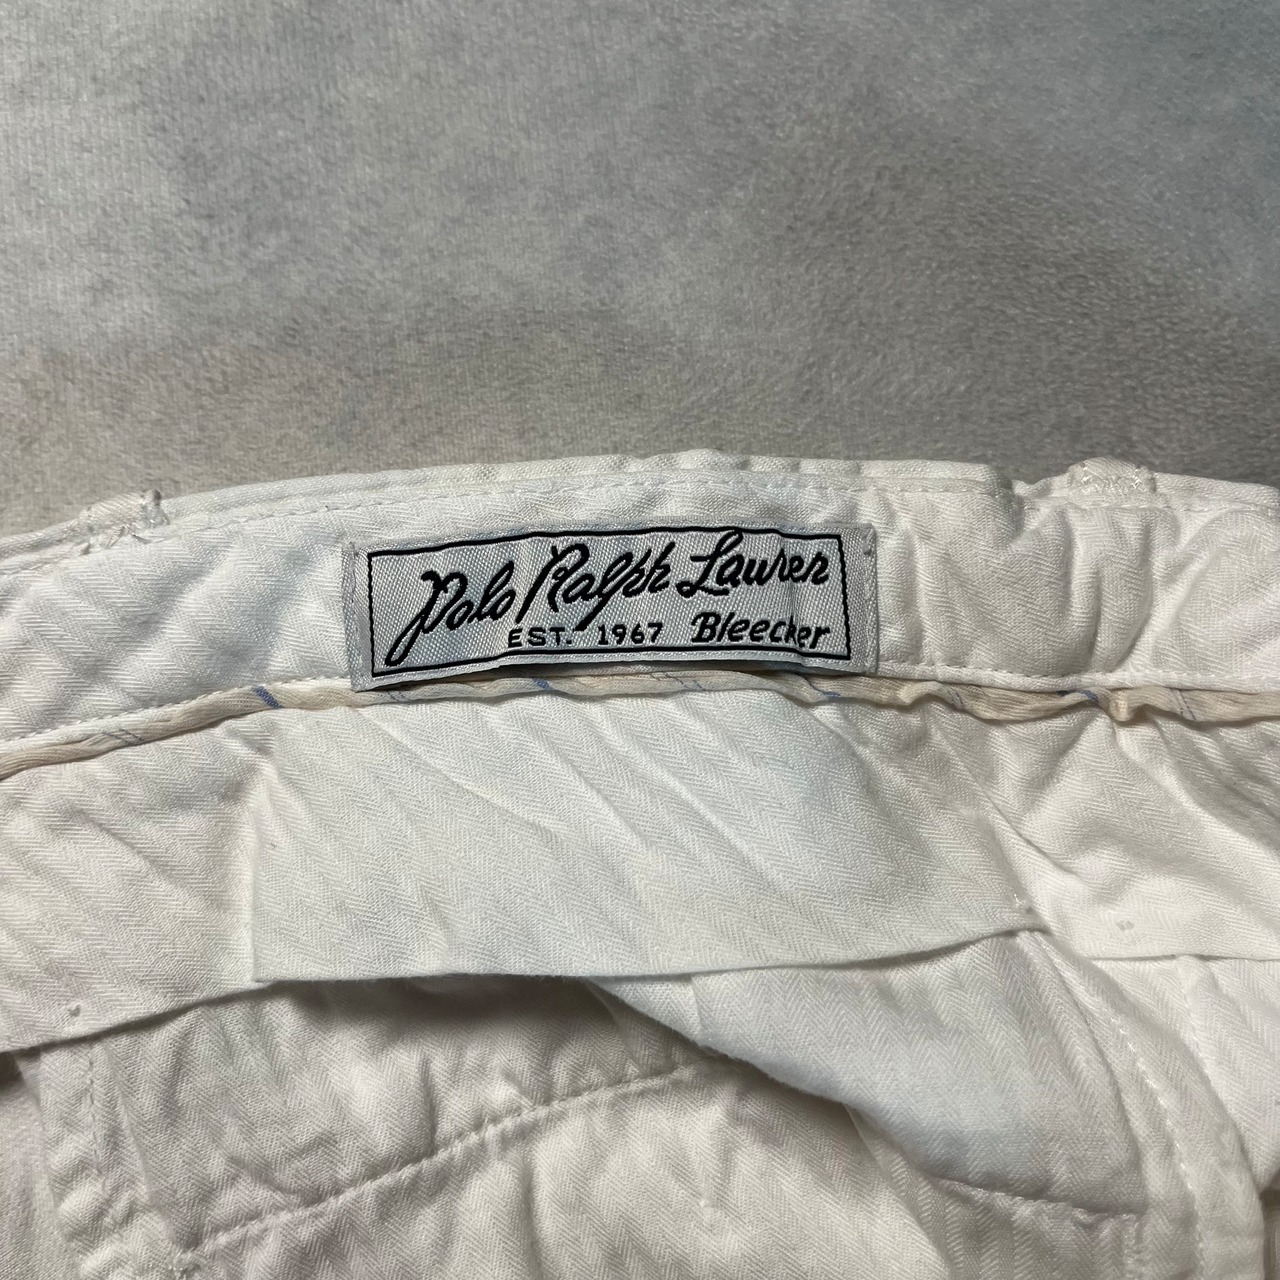 Polo Ralph Lauren
EST. 1967 Bleecker